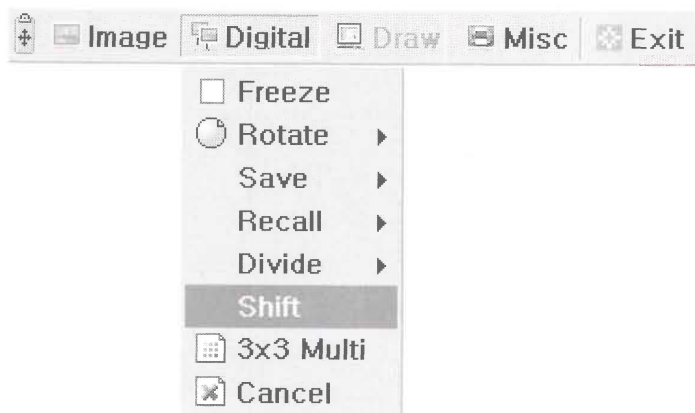 Image Digital Draw Misc Exit
Freeze
Rotate
Save
Recall
Divide
Shift
3x3 Multi
Cancel